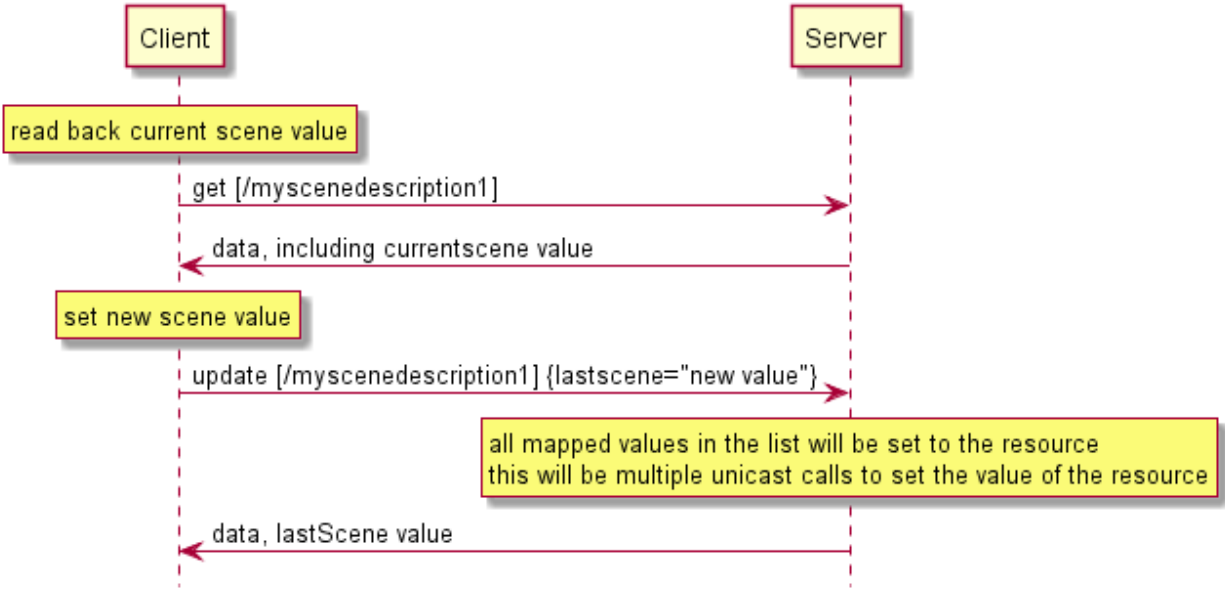 Client
Server
read back current scene value
get [/myscenedescription1]
data, including currentscene value
set new scene value
update [/myscenedescription1] {lastscene="new value"}
all mapped values in the list will be set to the resource
this will be multiple unicast calls to set the value of the resource
data, lastScene value